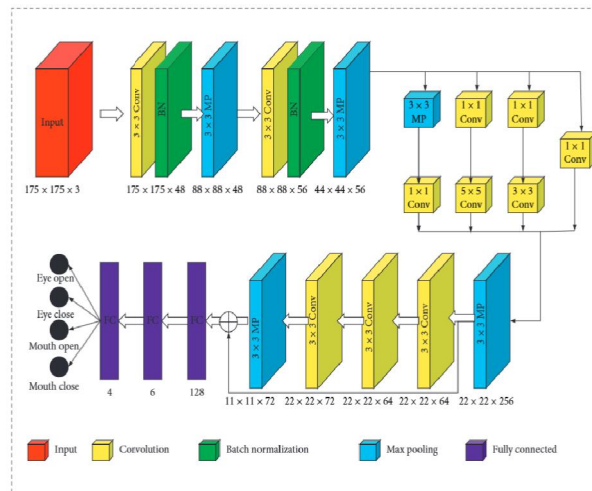 Input
175 × 175 × 3
3 × 3 Conv
BN
175 × 175 × 48
3 × 3 MP
88 × 88 × 48
3 × 3 Conv
BN
88 × 88 × 56
3 × 3 MP
44 × 44 × 56
3 × 3
MP
1 × 1
Conv
1 × 1
Conv
1 × 1
Conv
1 × 1
Conv
5 × 5
Conv
3 × 3
Conv
Eye open
Eye close
Mouth open
Mouth close
FC
FC
FC
4
6
128
3 × 3 MP
3 × 3 Conv
3 × 3 Conv
3 × 3 Conv
3 × 3 MP
11 × 11 × 72
22 × 22 × 72
22 × 22 × 64
22 × 22 × 64
22 × 22 × 256
Input
Convolution
Batch normalization
Max pooling
Fully connected